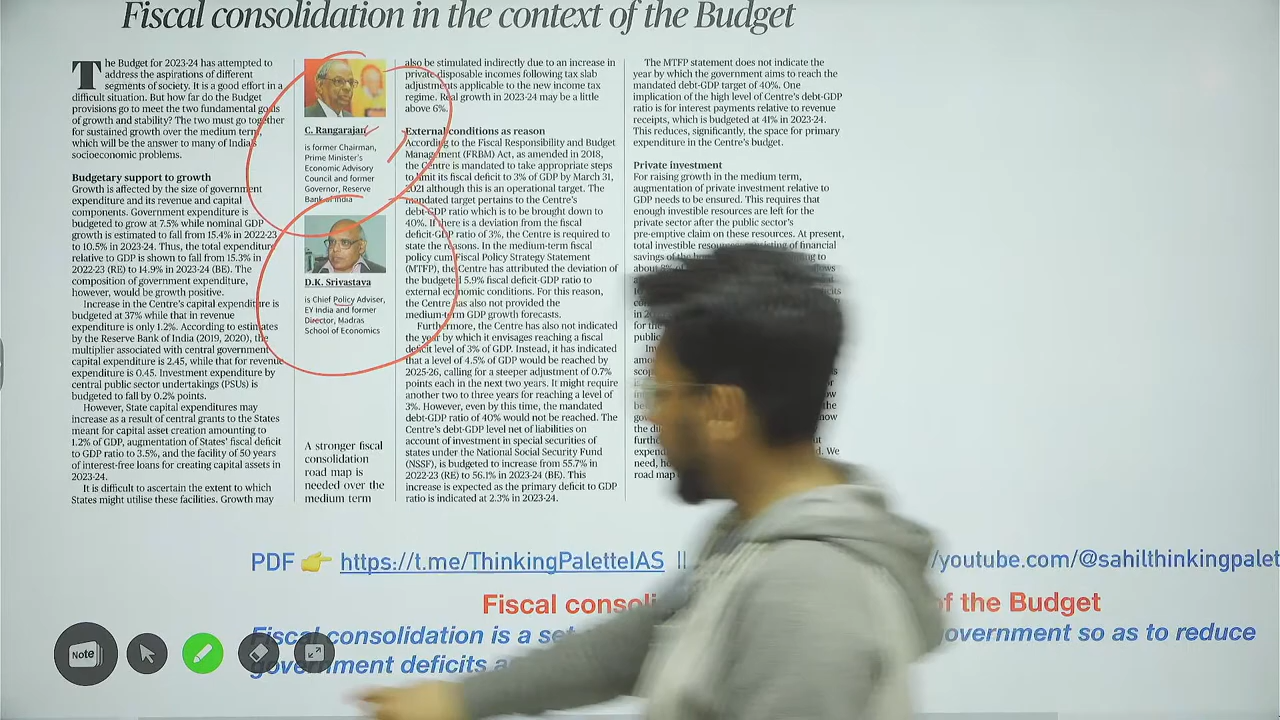 Fiscal consolidation in the context of the Budget
The Budget for 2023-24 has attempted to
address the aspirations of different
segments of society. It is a good effort in a
difficult situation. But how far do the Budget
provisions go to meet the two fundamental goals
of growth and stability? The two must go together
for sustained growth over the medium term,
which will be the answer to many of India's
socioeconomic problems.
Budgetary support to growth
Growth is affected by the size of government
expenditure and its revenue and capital
components. Government expenditure is
budgeted to grow at 7.5% while nominal GDP
growth is estimated to fall from 15.4% in 2022-23
to 10.5% in 2023-24. Thus, the total expenditure
relative to GDP is shown to fall from 15.3% in
2022-23 (RE) to 14.9% in 2023-24 (BE). The
composition of government expenditure,
however, would be growth positive.
Increase in the Centre's capital expenditure is
budgeted at 37% while that in revenue
expenditure is only 1.2%. According to estimates
by the Reserve Bank of India (2019, 2020), the
multiplier associated with central government
capital expenditure is 2.45, while that for revenue
expenditure is 0.45. Investment expenditure by
central public sector undertakings (PSUs) is
budgeted to fall by 0.2% points.
However, State capital expenditures may
increase as a result of central grants to the States
meant for capital asset creation amounting to
1.2% of GDP, augmentation of States' fiscal deficit
to GDP ratio to 3.5%, and the facility of 50 years
of interest-free loans for creating capital assets in
2023-24.
It is difficult to ascertain the extent to which
States might utilise these facilities. Growth may
C. Rangarajan
is former Chairman,
Prime Minister's
Economic Advisory
Council and former
Governor, Reserve
Bank of India
D.K. Srivastava
is Chief Policy Adviser,
EY India and former
Director, Madras
School of Economics
A stronger fiscal
consolidation
road map is
needed over the
medium term
also be stimulated indirectly due to an increase in
private disposable incomes following tax slab
adjustments applicable to the new income tax
regime. Real growth in 2023-24 may be a little
above 6%.
External conditions as reason
According to the Fiscal Responsibility and Budget
Management (FRBM) Act, as amended in 2018,
the Centre is mandated to take appropriate steps
to limit its fiscal deficit to 3% of GDP by March 31,
2021 although this is an operational target. The
mandated target pertains to the Centre's
debt-GDP ratio which is to be brought down to
40%. If there is a deviation from the fiscal
deficit-GDP ratio of 3%, the Centre is required to
state the reasons. In the medium-term fiscal
policy cum Fiscal Policy Strategy Statement
(MTFP), the Centre has attributed the deviation of
the budgeted 5.9% fiscal deficit-GDP ratio to
external economic conditions. For this reason,
the Centre has also not provided the
medium-term GDP growth forecasts.
Furthermore, the Centre has also not indicated
the year by which it envisages reaching a fiscal
deficit level of 3% of GDP. Instead, it has indicated
that a level of 4.5% of GDP would be reached by
2025-26, calling for a steeper adjustment of 0.7%
points each in the next two years. It might require
another two to three years for reaching a level of
3%. However, even by this time, the mandated
debt-GDP ratio of 40% would not be reached. The
Centre's debt-GDP level net of liabilities on
account of investment in special securities of
states under the National Social Security Fund
(NSSF), is budgeted to increase from 55.7% in
2022-23 (RE) to 56.1% in 2023-24 (BE). This
increase is expected as the primary deficit to GDP
ratio is indicated at 2.3% in 2023-24.
The MTFP statement does not indicate the
year by which the government aims to reach the
mandated debt-GDP target of 40%. One
implication of the high level of Centre's debt-GDP
ratio is for interest payments relative to revenue
receipts, which is budgeted at 41% in 2023-24.
This reduces, significantly, the space for primary
expenditure in the Centre's budget.
Private investment
For raising growth in the medium term,
augmentation of private investment relative to
GDP needs to be ensured. This requires that
enough investible resources are left for the
private sector after the public sector's
pre-emptive claim on these resources. At present,
total investible of financial
savings of the to
about
for the
public
furth
expend We
need,
road map
PDF 👉 https://t.me/ThinkingPaletteIAS || /youtube.com/@sahilthinkingpalet
Fiscal consoli of the Budget
Fiscal consolidation is a set overnment so as to reduce
government deficits
Note